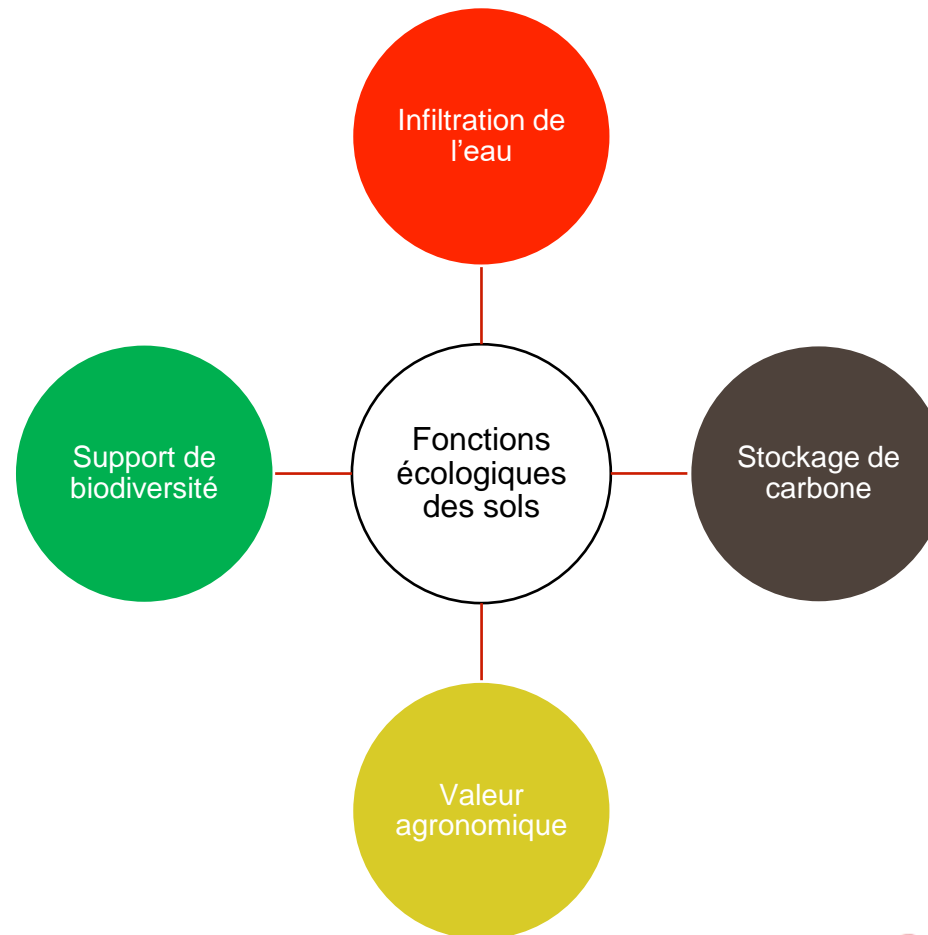 Infiltration de
l’eau
Support de
biodiversité
Fonctions
écologiques
des sols
Stockage de
carbone
Valeur
agronomique